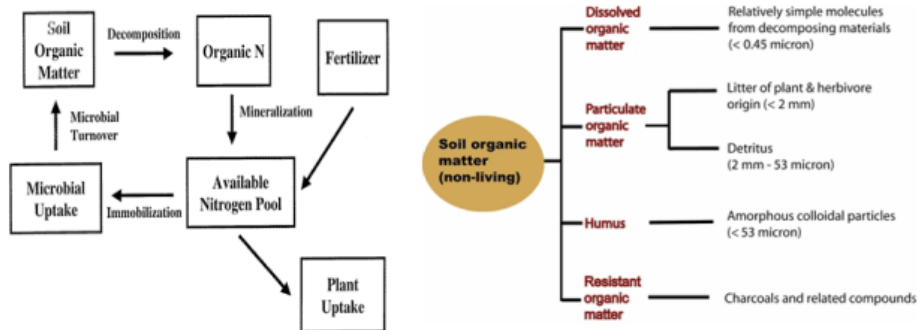 Soil
Organic
Matter
Decomposition
Organic N
Fertilizer
Mineralization
Microbial
Turnover
Microbial
Uptake
Immobilization
Available
Nitrogen Pool
Plant
Uptake
Soil organic
matter
(non-living)
Dissolved
organic
matter
Relatively simple molecules
from decomposing materials
(< 0.45 micron)
Particulate
organic
matter
Litter of plant & herbivore
origin (< 2 mm)
Detritus
(2 mm - 53 micron)
Humus
Amorphous colloidal particles
(< 53 micron)
Resistant
organic
matter
Charcoals and related compounds